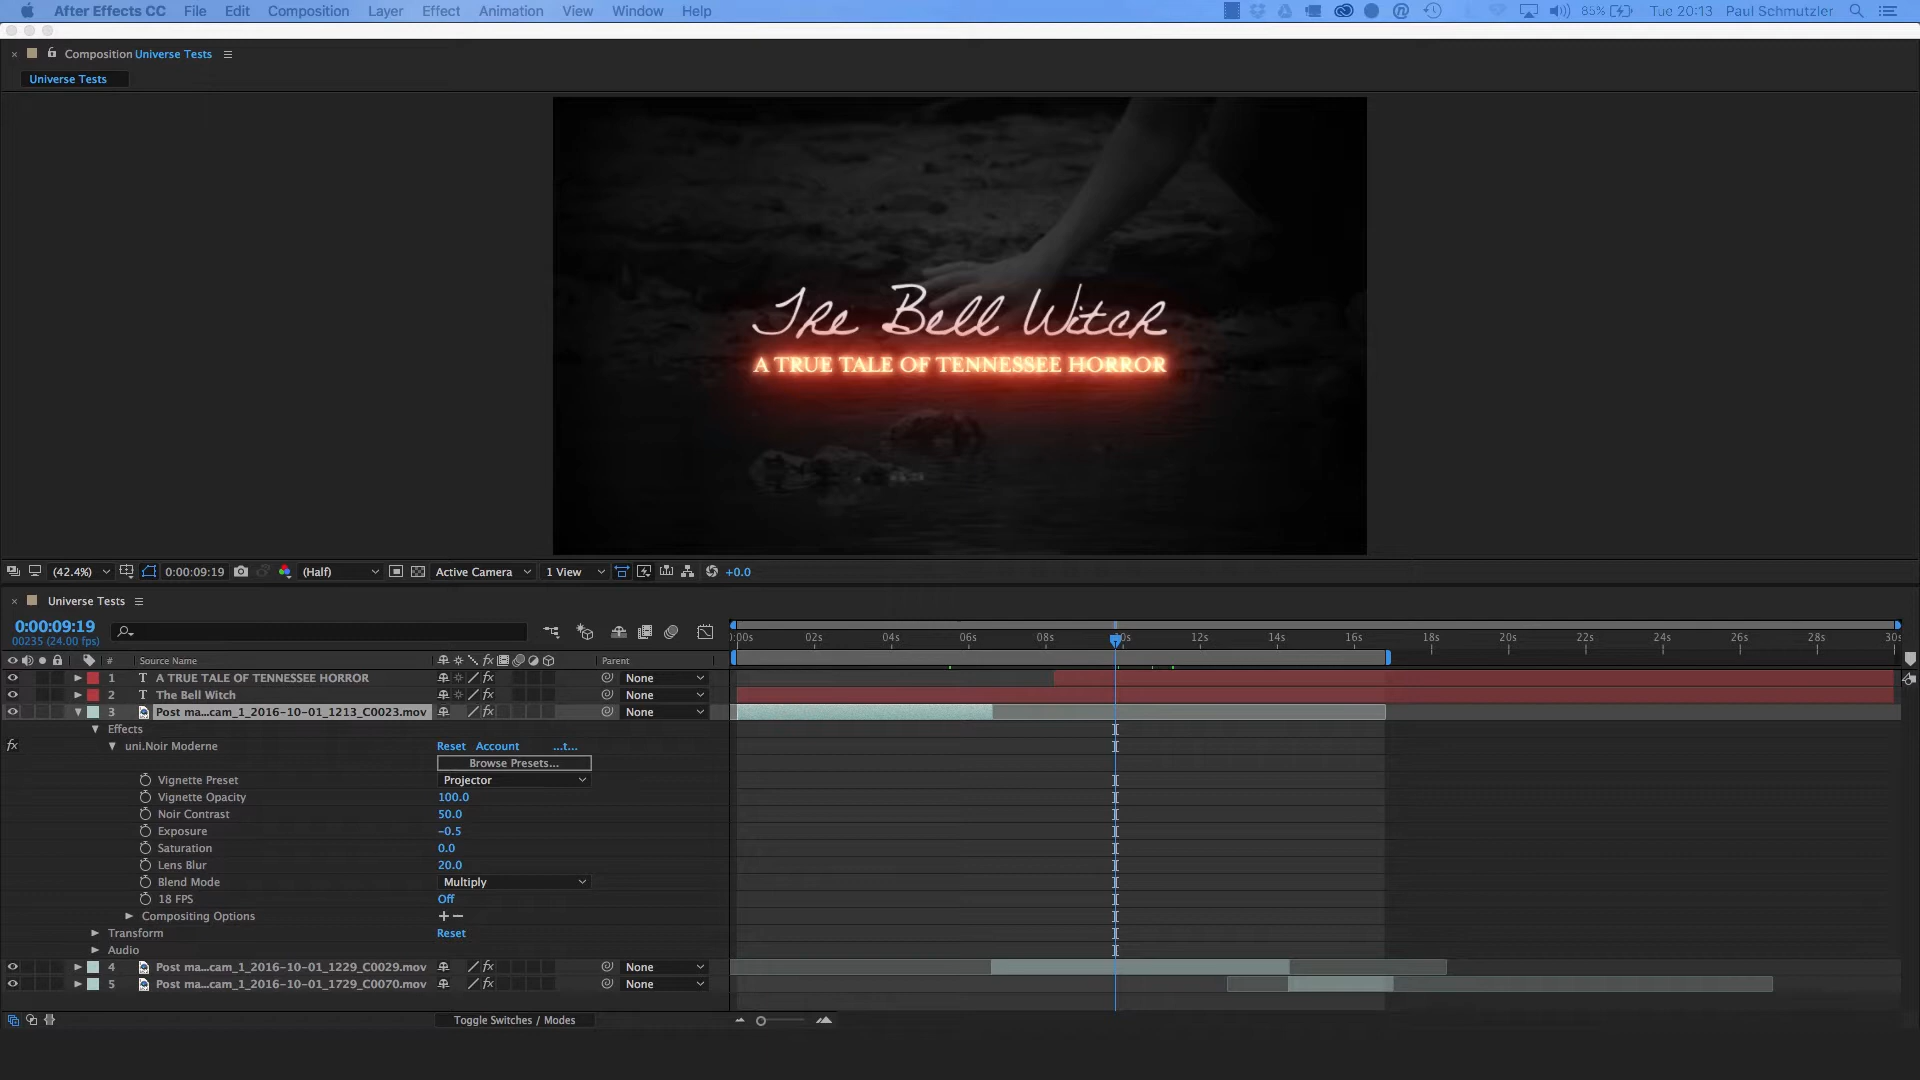 After Effects CC File Edit Composition Layer Effect Animation View Window Help 85% Tue 20:13 Paul Schmutzler
× Composition Universe Tests
Universe Tests
The Bell Witch
A TRUE TALE OF TENNESSEE HORROR
(42.4%) 0:00:09:19 (Half) Active Camera 1 View +0.0
× Universe Tests
0:00:09:19
00235 (24.00 fps)
:00s 02s 04s 06s 08s 10s 12s 14s 16s 18s 20s 22s 24s 26s 28s 30s
# Source Name fx Parent
1 T A TRUE TALE OF TENNESSEE HORROR fx None
2 T The Bell Witch fx None
3 Post ma...cam_1_2016-10-01_1213_C0023.mov fx None
Effects
fx uni.Noir Moderne Reset Account ...t...
Browse Presets...
Vignette Preset Projector
Vignette Opacity 100.0
Noir Contrast 50.0
Exposure -0.5
Saturation 0.0
Lens Blur 20.0
Blend Mode Multiply
18 FPS Off
Compositing Options + −
Transform Reset
Audio
4 Post ma...cam_1_2016-10-01_1229_C0029.mov fx None
5 Post ma...cam_1_2016-10-01_1729_C0070.mov fx None
Toggle Switches / Modes